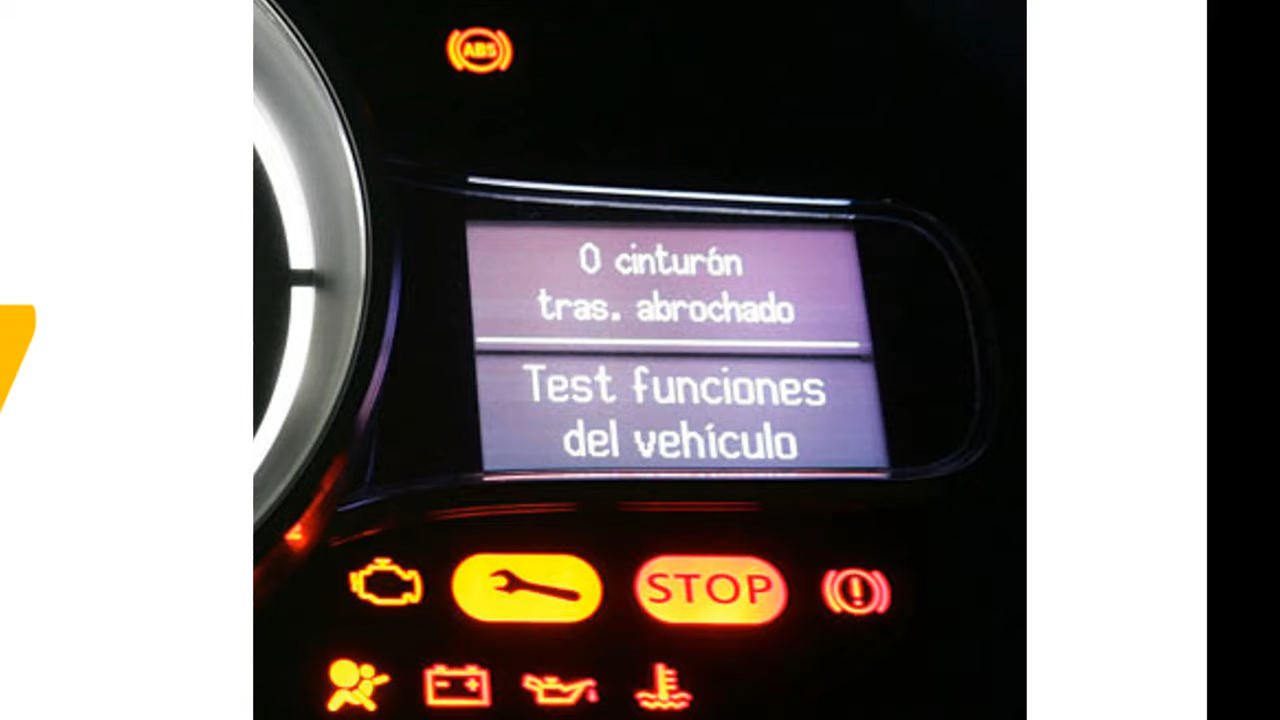 ABS
0 cinturón
tras. abrochado
Test funciones
del vehículo
STOP